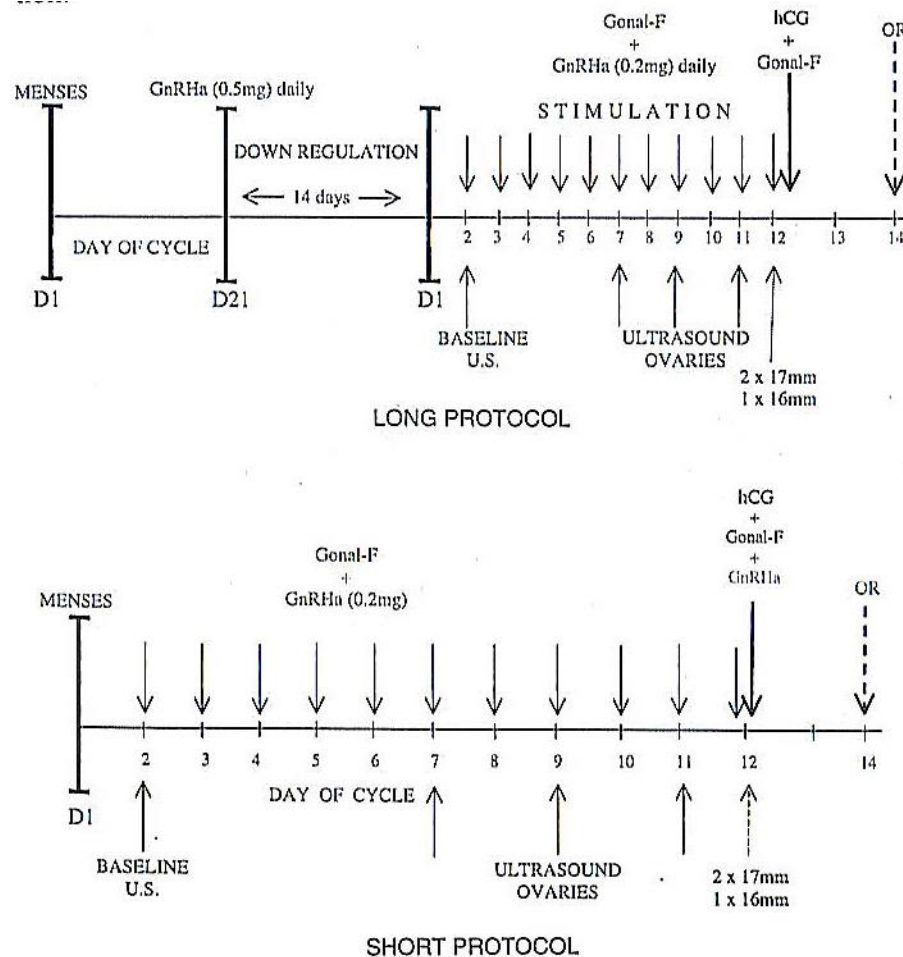 Gonal-F
+
GnRHa (0.2mg) daily
hCG
+
Gonal-F
OR
MENSES
GnRHa (0.5mg) daily
STIMULATION
DOWN REGULATION
14 days
DAY OF CYCLE
2 3 4 5 6 7 8 9 10 11 12 13 14
D1
D21
D1
BASELINE
U.S.
ULTRASOUND
OVARIES
2 x 17mm
1 x 16mm
LONG PROTOCOL
hCG
+
Gonal-F
+
GnRHa
OR
Gonal-F
+
GnRHa (0.2mg)
MENSES
2 3 4 5 6 7 8 9 10 11 12 14
D1
DAY OF CYCLE
BASELINE
U.S.
ULTRASOUND
OVARIES
2 x 17mm
1 x 16mm
SHORT PROTOCOL